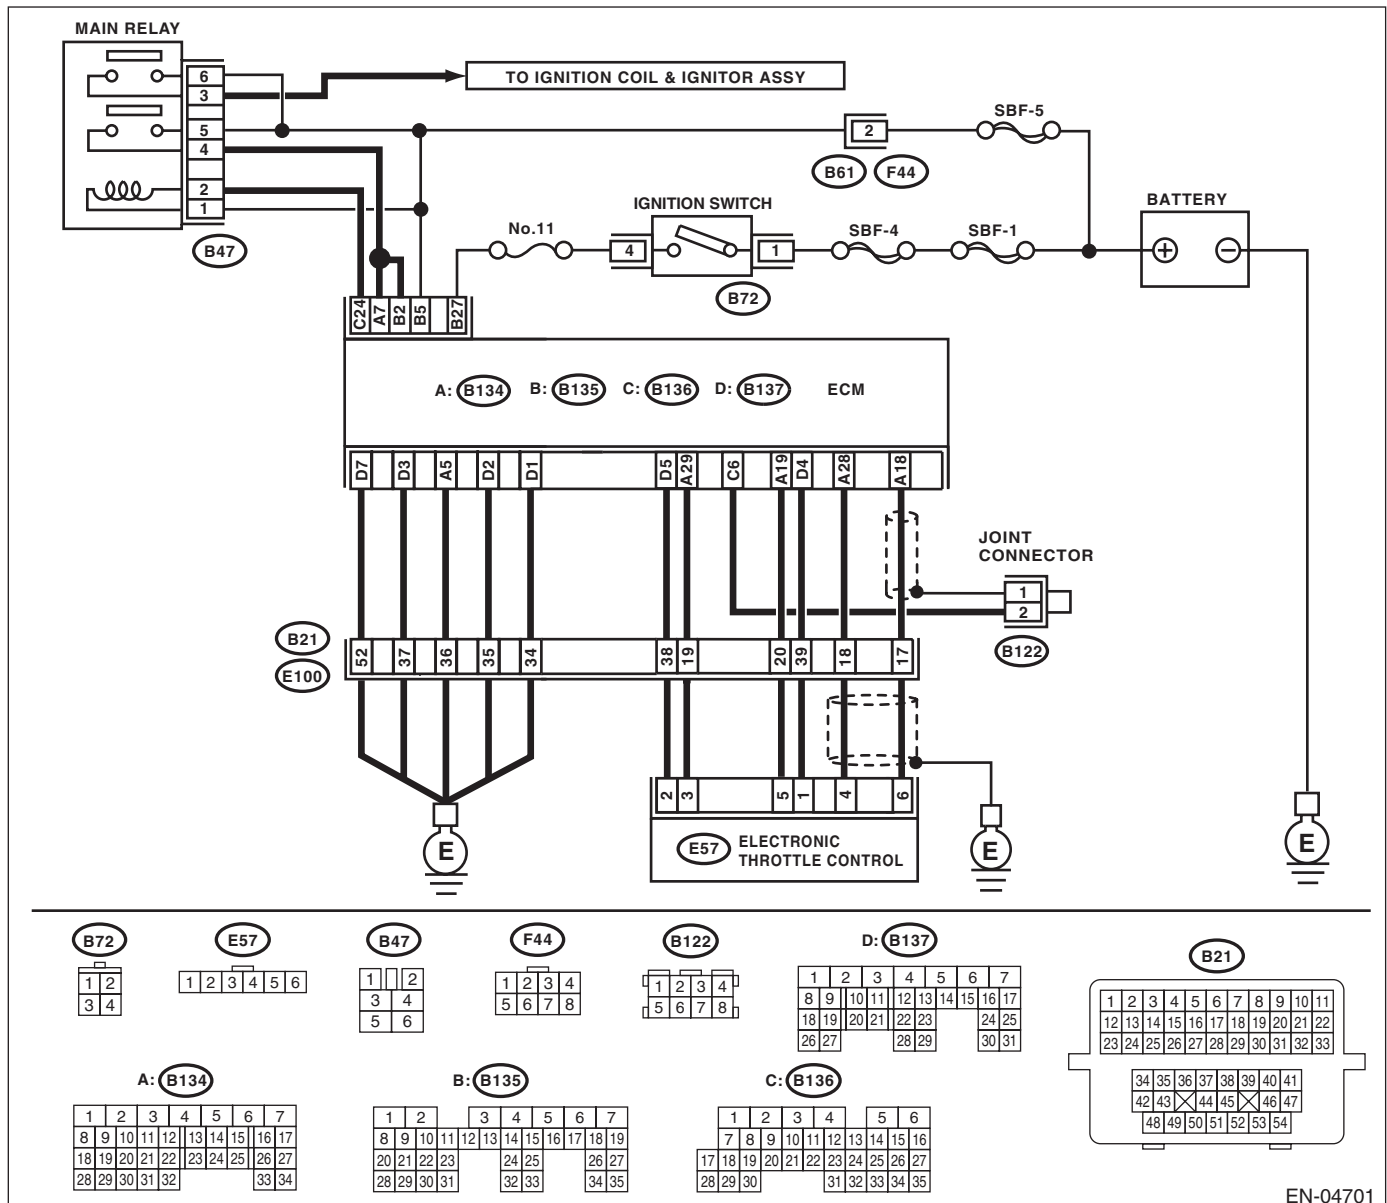 MAIN RELAY
6
3
5
4
2
1
B47
TO IGNITION COIL & IGNITOR ASSY
2
B61 F44
SBF-5
No.11
IGNITION SWITCH
4
1
B72
SBF-4
SBF-1
BATTERY
+ −
C24 A7 B2 B5 B27
A: B134 B: B135 C: B136 D: B137 ECM
D7 D3 A5 D2 D1 D5 A29 C6 A19 D4 A28 A18
JOINT
CONNECTOR
1
2
B122
B21
E100
52 37 36 35 34 38 19 20 39 18 17
2 3 5 1 4 6
E57 ELECTRONIC
THROTTLE CONTROL
E
E
E
B72
1 2
3 4
E57
1 2 3 4 5 6
B47
1 2
3 4
5 6
F44
1 2 3 4
5 6 7 8
B122
1 2 3 4
5 6 7 8
D: B137
1 2 3 4 5 6 7
8 9 10 11 12 13 14 15 16 17
18 19 20 21 22 23 24 25
26 27 28 29 30 31
B21
1 2 3 4 5 6 7 8 9 10 11
12 13 14 15 16 17 18 19 20 21 22
23 24 25 26 27 28 29 30 31 32 33
34 35 36 37 38 39 40 41
42 43 44 45 46 47
48 49 50 51 52 53 54
A: B134
1 2 3 4 5 6 7
8 9 10 11 12 13 14 15 16 17
18 19 20 21 22 23 24 25 26 27
28 29 30 31 32 33 34
B: B135
1 2 3 4 5 6 7
8 9 10 11 12 13 14 15 16 17 18 19
20 21 22 23 24 25 26 27
28 29 30 31 32 33 34 35
C: B136
1 2 3 4 5 6
7 8 9 10 11 12 13 14 15 16
17 18 19 20 21 22 23 24 25 26 27
28 29 30 31 32 33 34 35
EN-04701